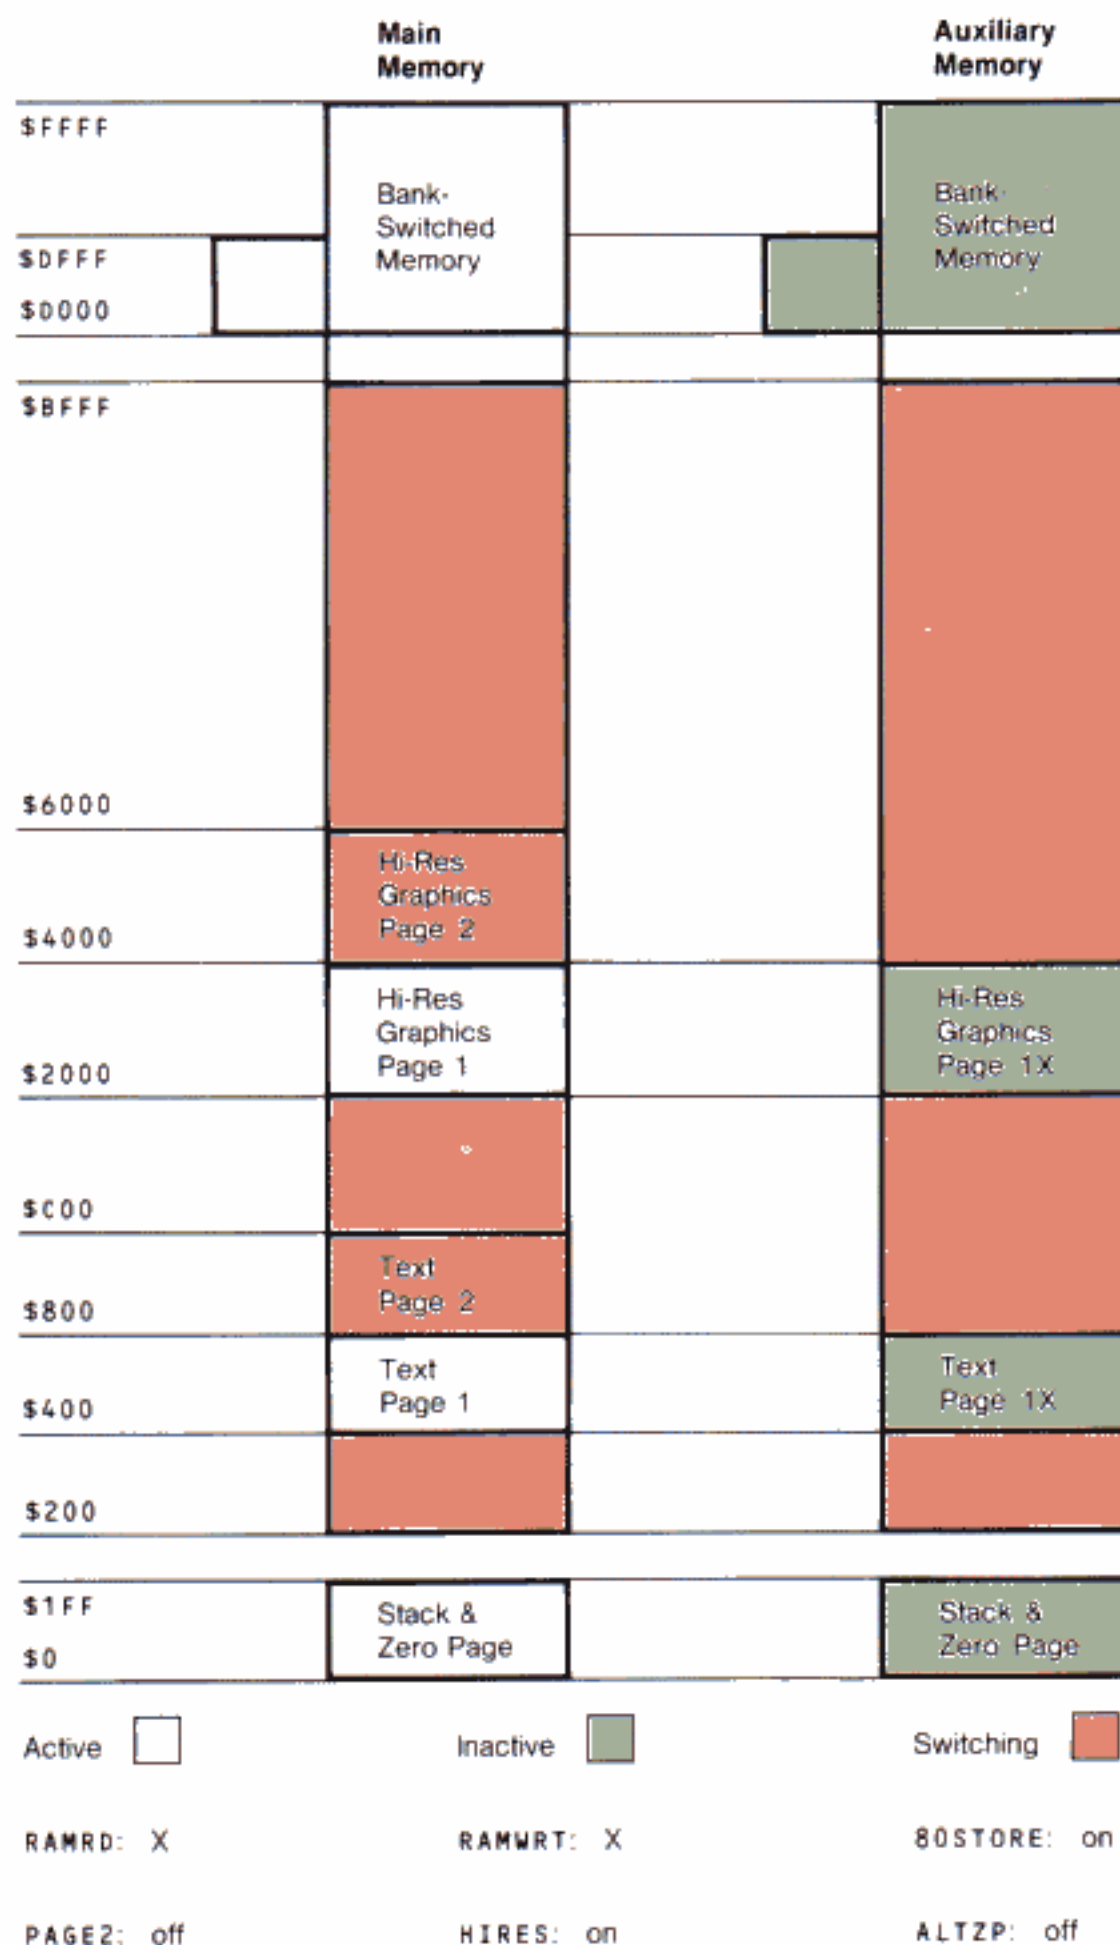 Main
Memory
Auxiliary
Memory
$FFFF
Bank-
Switched
Memory
Bank-
Switched
Memory
$DFFF
$D000
$BFFF
$6000
Hi-Res
Graphics
Page 2
$4000
Hi-Res
Graphics
Page 1
Hi-Res
Graphics
Page 1X
$2000
$C00
Text
Page 2
$800
Text
Page 1
Text
Page 1X
$400
$200
$1FF
$0
Stack &
Zero Page
Stack &
Zero Page
Active
Inactive
Switching
RAMRD: X
RAMWRT: X
80STORE: on
PAGE2: off
HIRES: on
ALTZP: off